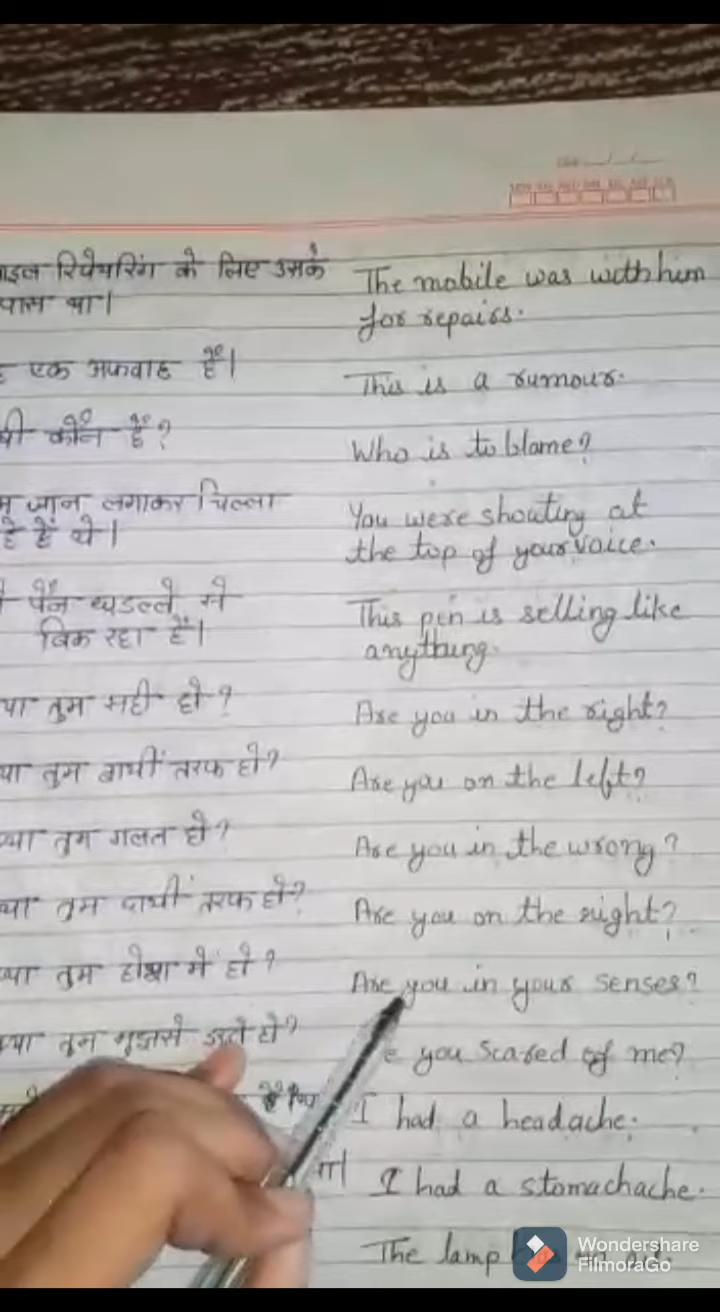 रिपेयरिंग के लिए उसके The mobile was with him
पास था। for repairs.
एक अफवाह है। This is a rumour.
कौन है? Who is to blame?
जान लगाकर चिल्ला You were shouting at
थे। the top of your voice.
पेन धडल्ले से This pen is selling like
बिक रहा है। anything.
तुम सही हो? Are you in the right?
तुम बायीं तरफ हो? Are you on the left?
तुम गलत हो? Are you in the wrong?
तुम दायीं तरफ हो? Are you on the right?
तुम होश में हो? Are you in your senses?
तुम मुझसे डरते हो? you scared of me?
I had a headache.
I had a stomachache.
The lamp
Wondershare
FilmoraGo